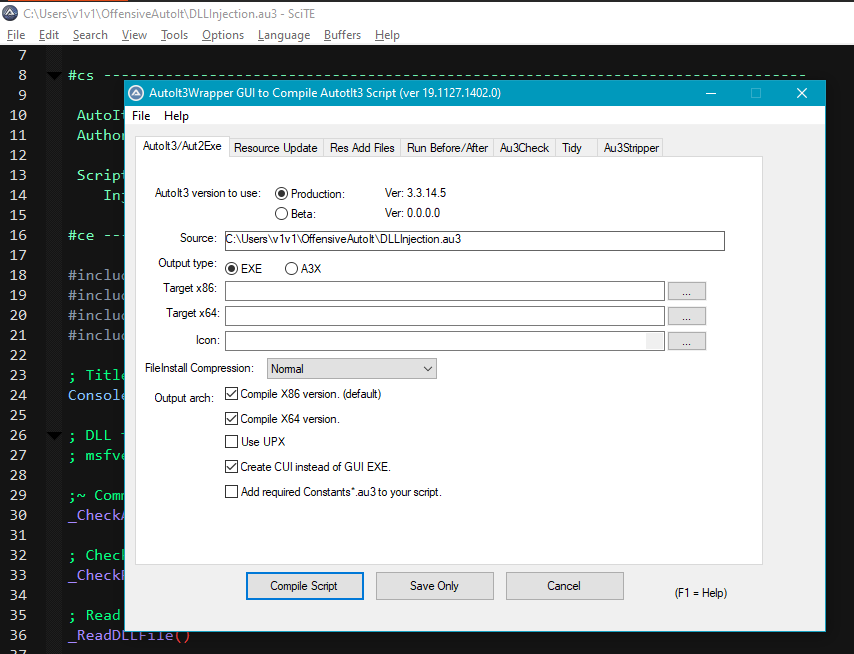 C:\Users\v1v1\OffensiveAutoIt\DLLInjection.au3 - SciTE
File Edit Search View Tools Options Language Buffers Help
7
8 #cs
9
10 AutoIt
11 Author
12
13 Script
14
15
16 #ce ---
17
18 #includ
19 #includ
20 #includ
21 #includ
22
23 ; Title
24 Console
25
26 ; DLL
27 ; msfve
28
29 ;~ Comm
30 _CheckA
31
32 ; Check
33
34
35 ; Read
36 _ReadDLLFile()
37
AutoIt3Wrapper GUI to Compile AutoIt3 Script (ver 19.1127.1402.0)
File Help
AutoIt3/Aut2Exe Resource Update Res Add Files Run Before/After Au3Check Tidy Au3Stripper
AutoIt3 version to use: Production: Ver: 3.3.14.5
Beta: Ver: 0.0.0.0
Source: C:\Users\v1v1\OffensiveAutoIt\DLLInjection.au3
Output type: EXE A3X
Target x86: ...
Target x64: ...
Icon: ...
FileInstall Compression: Normal
Output arch: Compile X86 version. (default)
Compile X64 version.
Use UPX
Create CUI instead of GUI EXE.
Add required Constants*.au3 to your script.
Compile Script Save Only Cancel (F1 = Help)